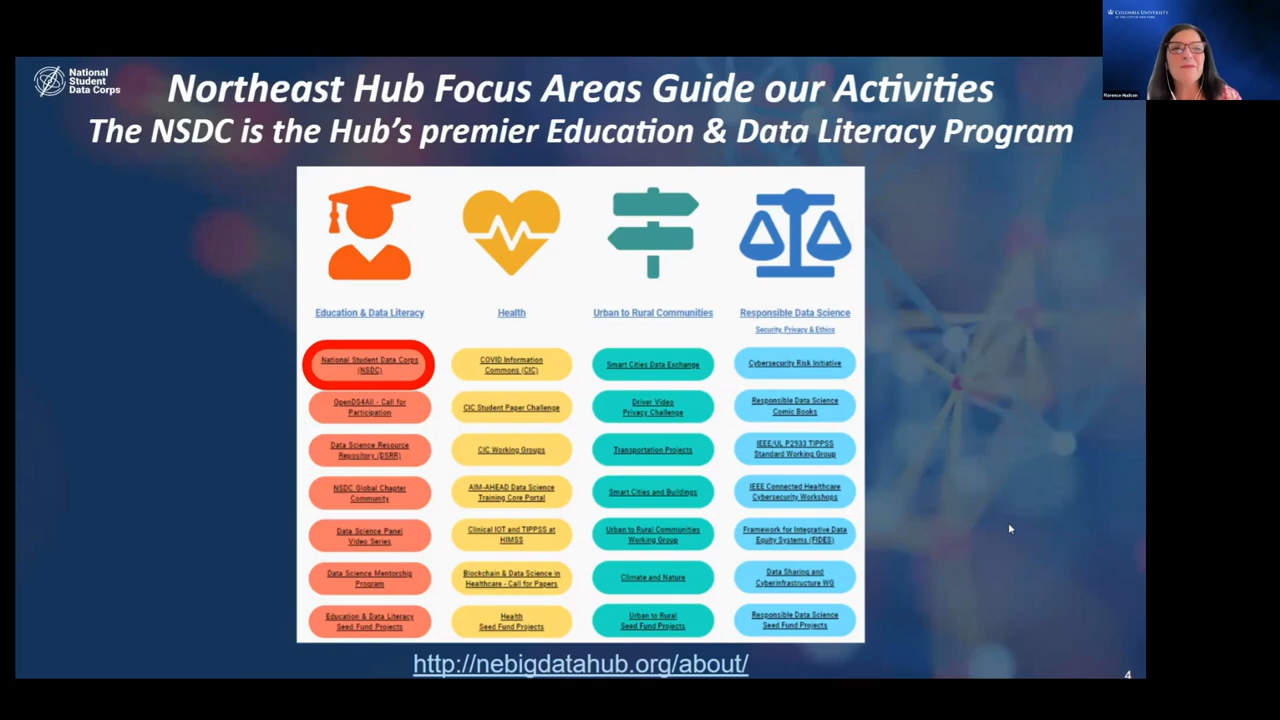 COLUMBIA UNIVERSITY
IN THE CITY OF NEW YORK
Florence Hudson
National
Student
Data Corps
Northeast Hub Focus Areas Guide our Activities
The NSDC is the Hub's premier Education & Data Literacy Program
Education & Data Literacy
Health
Urban to Rural Communities
Responsible Data Science
Security, Privacy & Ethics
National Student Data Corps
(NSDC)
COVID Information
Commons (CIC)
Smart Cities Data Exchange
Cybersecurity Risk Initiative
OpenDS4All - Call for
Participation
CIC Student Paper Challenge
Driver Video
Privacy Challenge
Responsible Data Science
Comic Books
Data Science Resource
Repository (DSRR)
CIC Working Groups
Transportation Projects
IEEE/UL P2933 TIPPSS
Standard Working Group
NSDC Global Chapter
Community
AIM-AHEAD Data Science
Training Core Portal
Smart Cities and Buildings
IEEE Connected Healthcare
Cybersecurity Workshops
Data Science Panel
Video Series
Clinical IOT and TIPPSS at
HIMSS
Urban to Rural Communities
Working Group
Framework for Integrative Data
Equity Systems (FIDES)
Data Science Mentorship
Program
Blockchain & Data Science in
Healthcare - Call for Papers
Climate and Nature
Data Sharing and
Cyberinfrastructure WG
Education & Data Literacy
Seed Fund Projects
Health
Seed Fund Projects
Urban to Rural
Seed Fund Projects
Responsible Data Science
Seed Fund Projects
http://nebigdatahub.org/about/
4